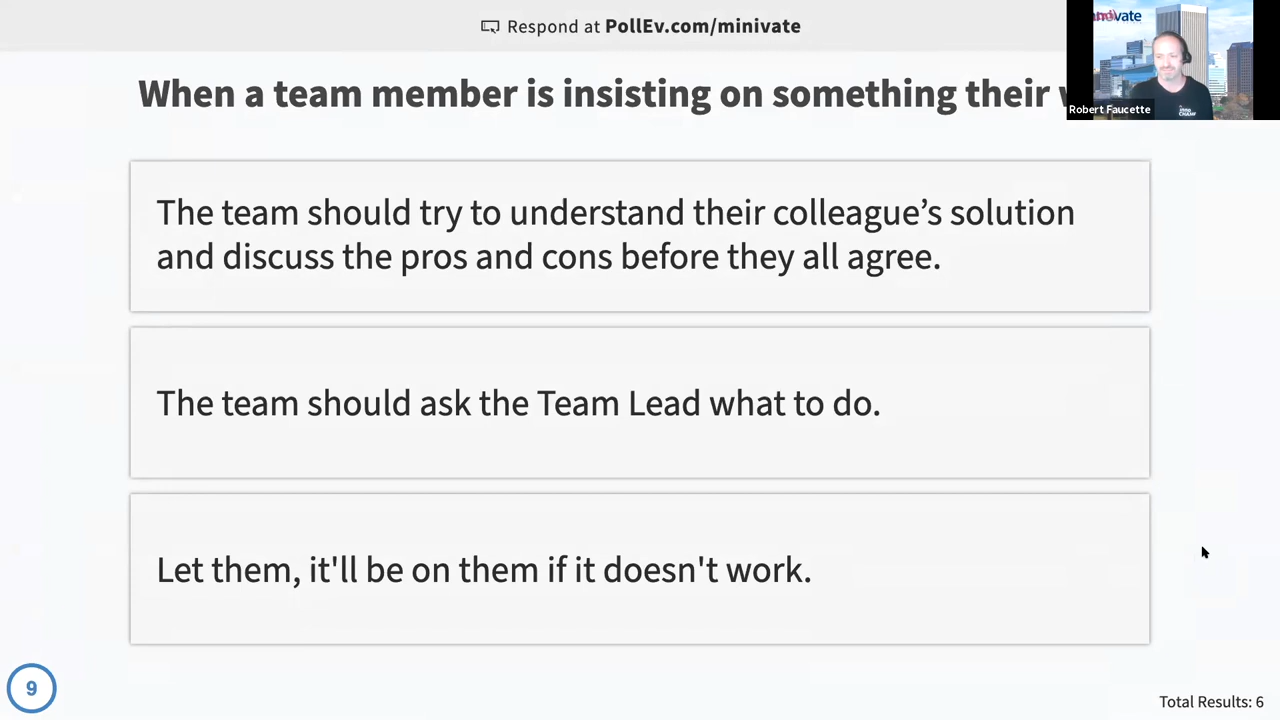 Respond at PollEv.com/minivate
When a team member is insisting on something their
vate
Robert Faucette
The team should try to understand their colleague’s solution
and discuss the pros and cons before they all agree.
The team should ask the Team Lead what to do.
Let them, it'll be on them if it doesn't work.
9
Total Results: 6